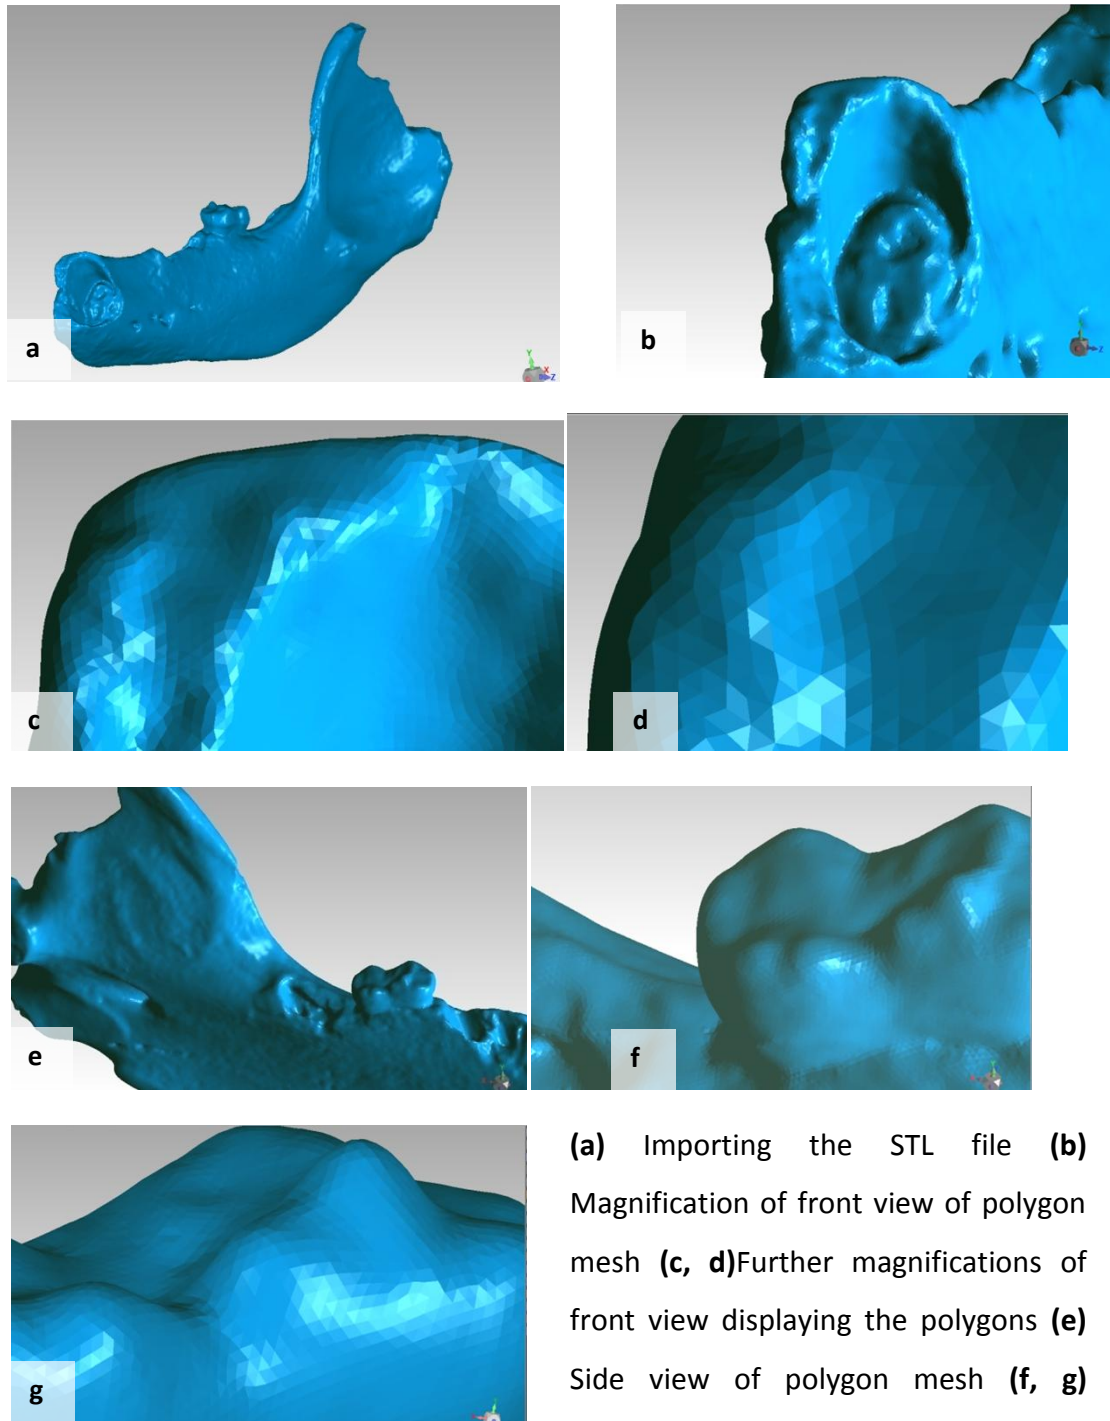 a
b
c
d
e
f
g
(a) Importing the STL file (b)
Magnification of front view of polygon
mesh (c, d)Further magnifications of
front view displaying the polygons (e)
Side view of polygon mesh (f, g)